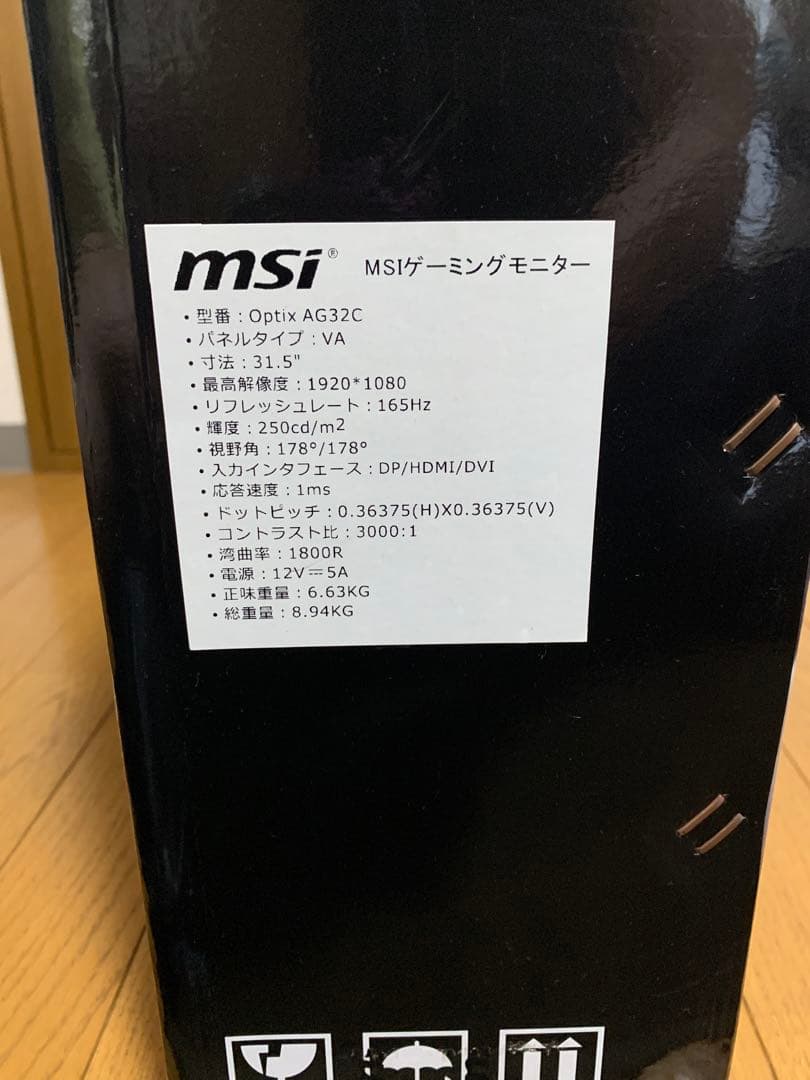 msi® MSIゲーミングモニター
・型番：Optix AG32C
・パネルタイプ：VA
・寸法：31.5"
・最高解像度：1920*1080
・リフレッシュレート：165Hz
・輝度：250cd/m2
・視野角：178°/178°
・入力インタフェース：DP/HDMI/DVI
・応答速度：1ms
・ドットピッチ：0.36375(H)X0.36375(V)
・コントラスト比：3000:1
・湾曲率：1800R
・電源：12V⎓5A
・正味重量：6.63KG
・総重量：8.94KG